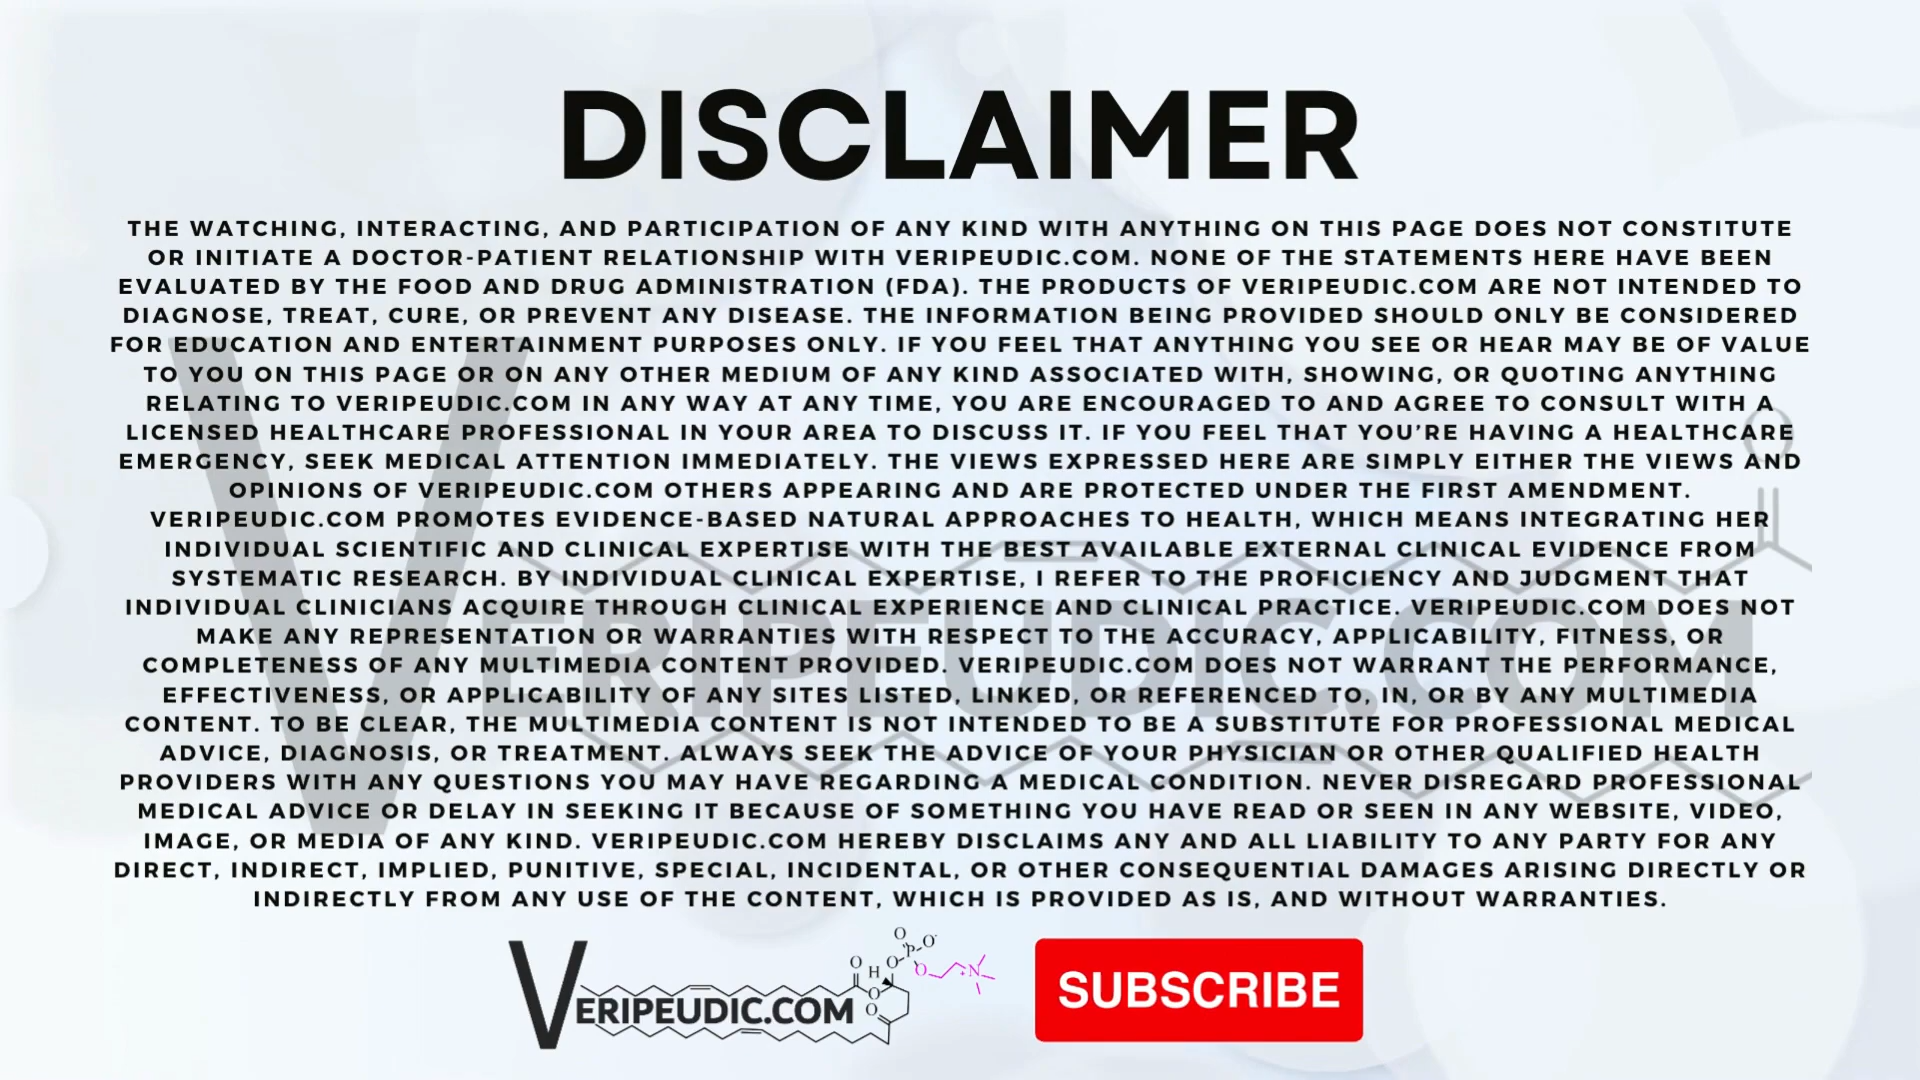 DISCLAIMER
THE WATCHING, INTERACTING, AND PARTICIPATION OF ANY KIND WITH ANYTHING ON THIS PAGE DOES NOT CONSTITUTE
OR INITIATE A DOCTOR-PATIENT RELATIONSHIP WITH VERIPEUDIC.COM. NONE OF THE STATEMENTS HERE HAVE BEEN
EVALUATED BY THE FOOD AND DRUG ADMINISTRATION (FDA). THE PRODUCTS OF VERIPEUDIC.COM ARE NOT INTENDED TO
DIAGNOSE, TREAT, CURE, OR PREVENT ANY DISEASE. THE INFORMATION BEING PROVIDED SHOULD ONLY BE CONSIDERED
FOR EDUCATION AND ENTERTAINMENT PURPOSES ONLY. IF YOU FEEL THAT ANYTHING YOU SEE OR HEAR MAY BE OF VALUE
TO YOU ON THIS PAGE OR ON ANY OTHER MEDIUM OF ANY KIND ASSOCIATED WITH, SHOWING, OR QUOTING ANYTHING
RELATING TO VERIPEUDIC.COM IN ANY WAY AT ANY TIME, YOU ARE ENCOURAGED TO AND AGREE TO CONSULT WITH A
LICENSED HEALTHCARE PROFESSIONAL IN YOUR AREA TO DISCUSS IT. IF YOU FEEL THAT YOU'RE HAVING A HEALTHCARE
EMERGENCY, SEEK MEDICAL ATTENTION IMMEDIATELY. THE VIEWS EXPRESSED HERE ARE SIMPLY EITHER THE VIEWS AND
OPINIONS OF VERIPEUDIC.COM OTHERS APPEARING AND ARE PROTECTED UNDER THE FIRST AMENDMENT.
VERIPEUDIC.COM PROMOTES EVIDENCE-BASED NATURAL APPROACHES TO HEALTH, WHICH MEANS INTEGRATING HER
INDIVIDUAL SCIENTIFIC AND CLINICAL EXPERTISE WITH THE BEST AVAILABLE EXTERNAL CLINICAL EVIDENCE FROM
SYSTEMATIC RESEARCH. BY INDIVIDUAL CLINICAL EXPERTISE, I REFER TO THE PROFICIENCY AND JUDGMENT THAT
INDIVIDUAL CLINICIANS ACQUIRE THROUGH CLINICAL EXPERIENCE AND CLINICAL PRACTICE. VERIPEUDIC.COM DOES NOT
MAKE ANY REPRESENTATION OR WARRANTIES WITH RESPECT TO THE ACCURACY, APPLICABILITY, FITNESS, OR
COMPLETENESS OF ANY MULTIMEDIA CONTENT PROVIDED. VERIPEUDIC.COM DOES NOT WARRANT THE PERFORMANCE,
EFFECTIVENESS, OR APPLICABILITY OF ANY SITES LISTED, LINKED, OR REFERENCED TO, IN, OR BY ANY MULTIMEDIA
CONTENT. TO BE CLEAR, THE MULTIMEDIA CONTENT IS NOT INTENDED TO BE A SUBSTITUTE FOR PROFESSIONAL MEDICAL
ADVICE, DIAGNOSIS, OR TREATMENT. ALWAYS SEEK THE ADVICE OF YOUR PHYSICIAN OR OTHER QUALIFIED HEALTH
PROVIDERS WITH ANY QUESTIONS YOU MAY HAVE REGARDING A MEDICAL CONDITION. NEVER DISREGARD PROFESSIONAL
MEDICAL ADVICE OR DELAY IN SEEKING IT BECAUSE OF SOMETHING YOU HAVE READ OR SEEN IN ANY WEBSITE, VIDEO,
IMAGE, OR MEDIA OF ANY KIND. VERIPEUDIC.COM HEREBY DISCLAIMS ANY AND ALL LIABILITY TO ANY PARTY FOR ANY
DIRECT, INDIRECT, IMPLIED, PUNITIVE, SPECIAL, INCIDENTAL, OR OTHER CONSEQUENTIAL DAMAGES ARISING DIRECTLY OR
INDIRECTLY FROM ANY USE OF THE CONTENT, WHICH IS PROVIDED AS IS, AND WITHOUT WARRANTIES.
VERIPEUDIC.COM
SUBSCRIBE